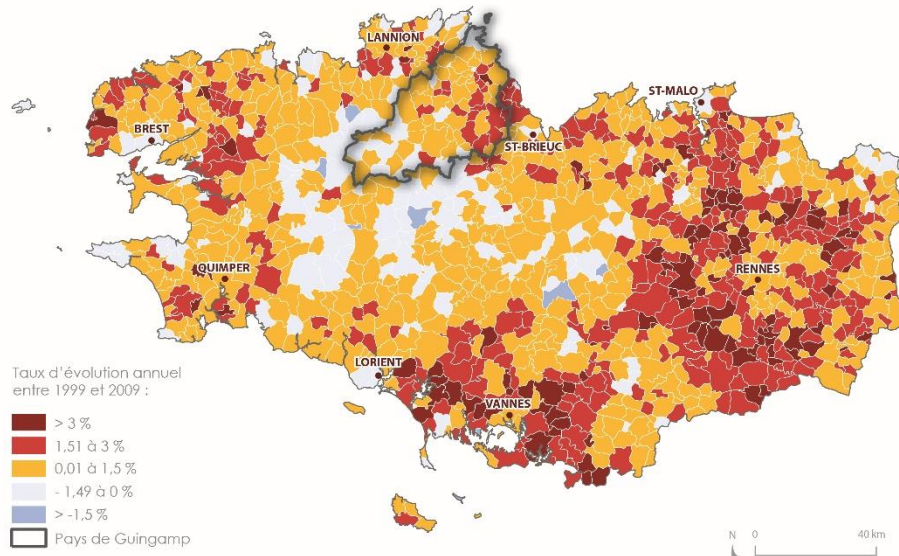 LANNION
ST-MALO
BREST
ST-BRIEUC
QUIMPER
RENNES
LORIENT
VANNES
Taux d'évolution annuel
entre 1999 et 2009 :
> 3 %
1,51 à 3 %
0,01 à 1,5 %
- 1,49 à 0 %
> -1,5 %
Pays de Guingamp
N 0 40 km